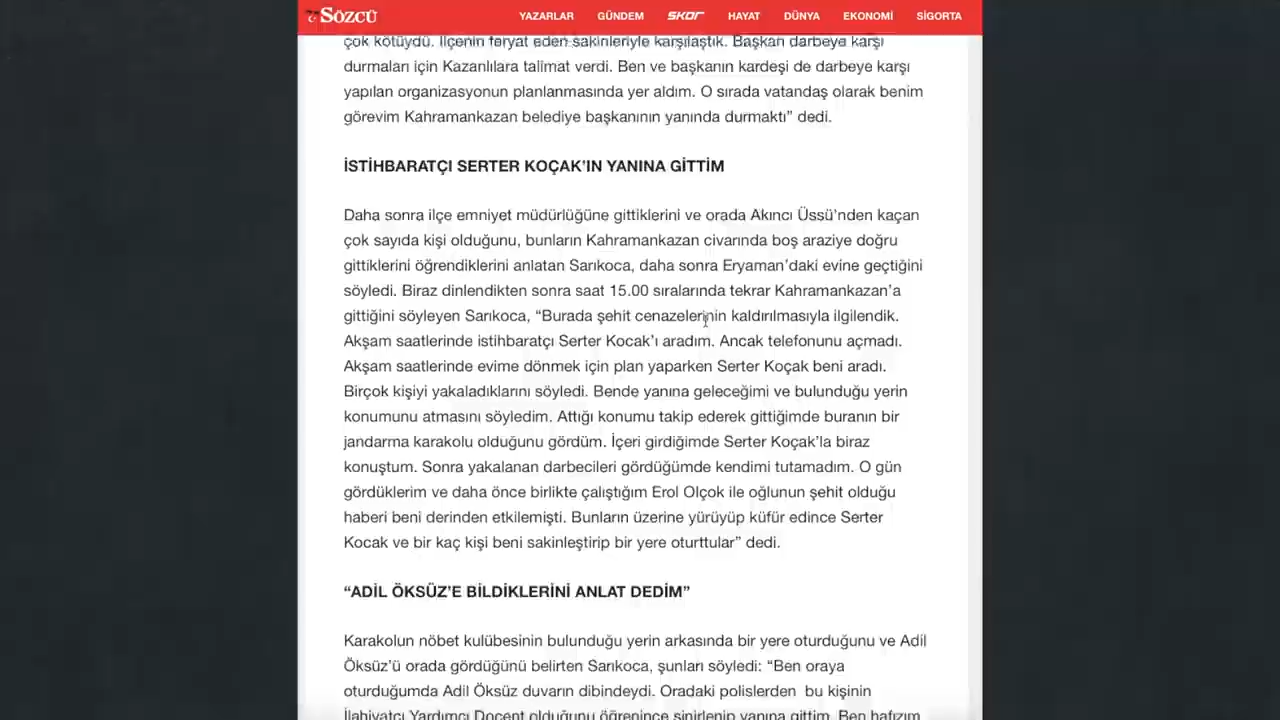 SÖZCÜ YAZARLAR GÜNDEM SKOR HAYAT DÜNYA EKONOMİ SİGORTA
çok kötüydü. İlçenin feryat eden sakinleriyle karşılaştık. Başkan darbeye karşı
durmaları için Kazanlılara talimat verdi. Ben ve başkanın kardeşi de darbeye karşı
yapılan organizasyonun planlanmasında yer aldım. O sırada vatandaş olarak benim
görevim Kahramankazan belediye başkanının yanında durmaktı” dedi.
İSTİHBARATÇI SERTER KOÇAK’IN YANINA GİTTİM
Daha sonra ilçe emniyet müdürlüğüne gittiklerini ve orada Akıncı Üssü’nden kaçan
çok sayıda kişi olduğunu, bunların Kahramankazan civarında boş araziye doğru
gittiklerini öğrendiklerini anlatan Sarıkoca, daha sonra Eryaman’daki evine geçtiğini
söyledi. Biraz dinlendikten sonra saat 15.00 sıralarında tekrar Kahramankazan’a
gittiğini söyleyen Sarıkoca, “Burada şehit cenazelerinin kaldırılmasıyla ilgilendik.
Akşam saatlerinde istihbaratçı Serter Kocak’ı aradım. Ancak telefonunu açmadı.
Akşam saatlerinde evime dönmek için plan yaparken Serter Koçak beni aradı.
Birçok kişiyi yakaladıklarını söyledi. Bende yanına geleceğimi ve bulunduğu yerin
konumunu atmasını söyledim. Attığı konumu takip ederek gittiğimde buranın bir
jandarma karakolu olduğunu gördüm. İçeri girdiğimde Serter Koçak’la biraz
konuştum. Sonra yakalanan darbecileri gördüğümde kendimi tutamadım. O gün
gördüklerim ve daha önce birlikte çalıştığım Erol Olçok ile oğlunun şehit olduğu
haberi beni derinden etkilemişti. Bunların üzerine yürüyüp küfür edince Serter
Kocak ve bir kaç kişi beni sakinleştirip bir yere oturttular” dedi.
“ADİL ÖKSÜZ’E BİLDİKLERİNİ ANLAT DEDİM”
Karakolun nöbet kulübesinin bulunduğu yerin arkasında bir yere oturduğunu ve Adil
Öksüz’ü orada gördüğünü belirten Sarıkoca, şunları söyledi: “Ben oraya
oturduğumda Adil Öksüz duvarın dibindeydi. Oradaki polislerden bu kişinin
İlahiyatçı Yardımcı Doçent olduğunu öğrenince sinirlenip yanına gittim. Ben hafızım